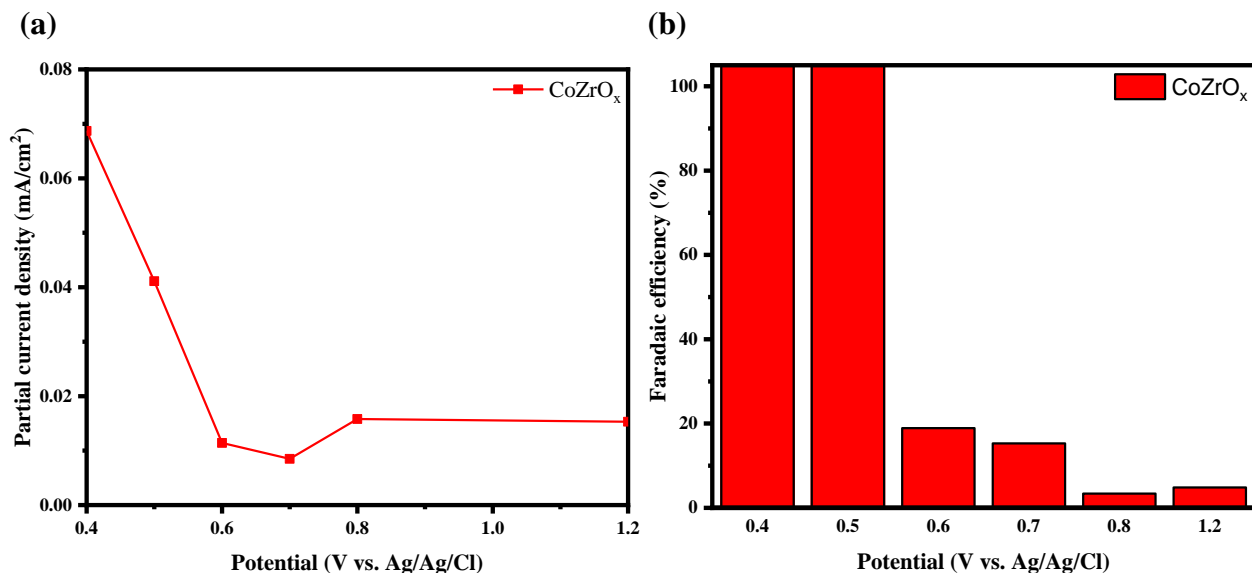 (a)
Partial current density (mA/cm²)
0.08
0.06
0.04
0.02
0.00
CoZrOₓ
0.4
0.6
0.8
1.0
1.2
Potential (V vs. Ag/Ag/Cl)
(b)
Faradaic efficiency (%)
100
80
60
40
20
0
CoZrOₓ
0.4
0.5
0.6
0.7
0.8
1.2
Potential (V vs. Ag/Ag/Cl)